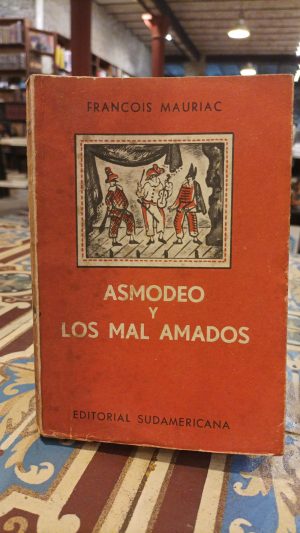 FRANCOIS MAURIAC
ASMODEO
Y
LOS MAL AMADOS
EDITORIAL SUDAMERICANA